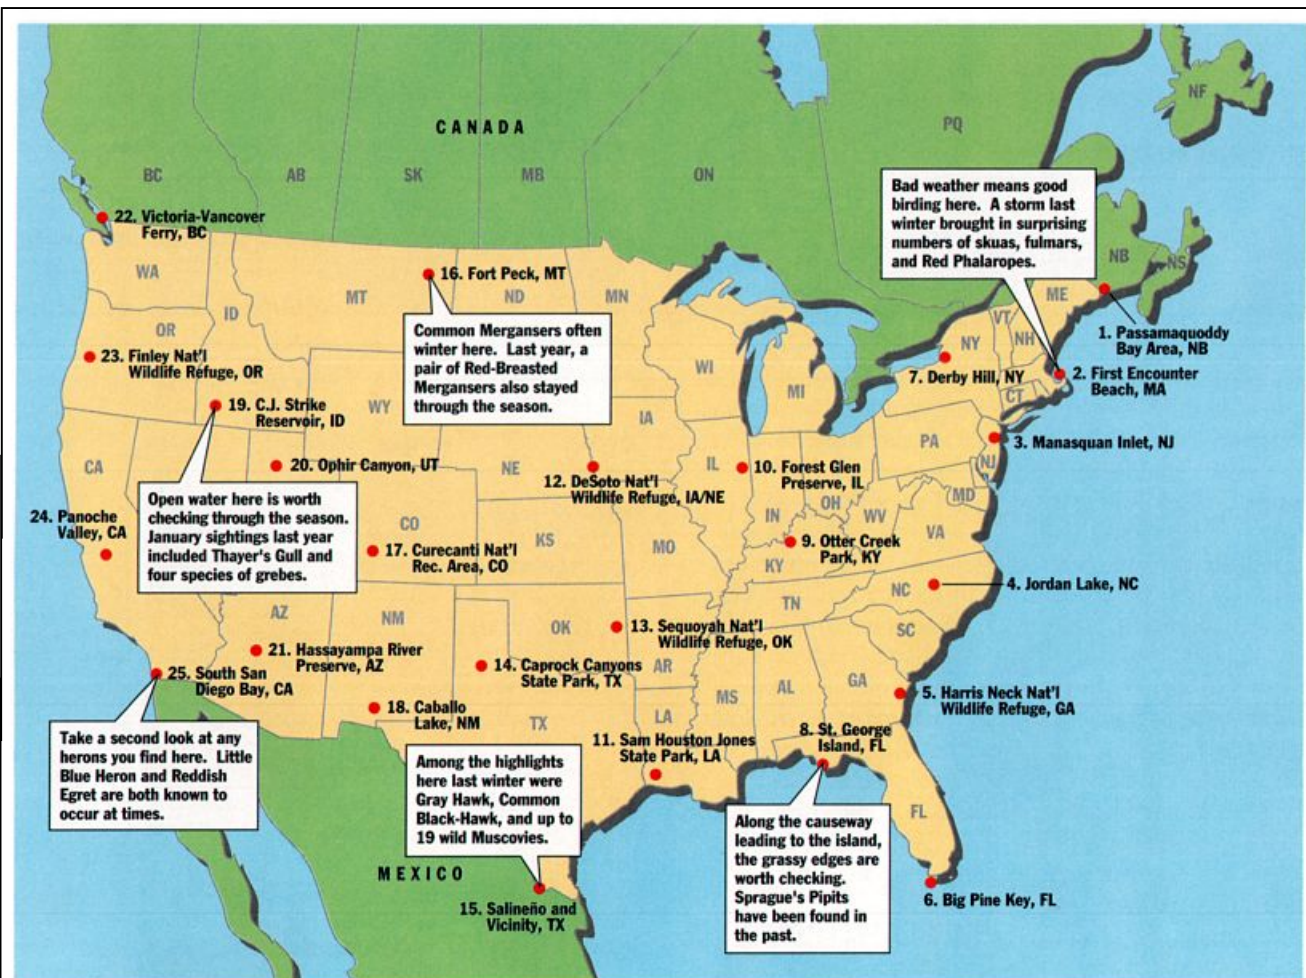 CANADA
NF
PQ
BC
AB
SK
MB
ON
Bad weather means good
birding here. A storm last
winter brought in surprising
numbers of skuas, fulmars,
and Red Phalaropes.
22. Victoria-Vancover
Ferry, BC
NB
NS
WA
16. Fort Peck, MT
MT
ND
MN
ME
ID
VT
NH
OR
NY
Common Mergansers often
winter here. Last year, a
pair of Red-Breasted
Mergansers also stayed
through the season.
1. Passamaquoddy
Bay Area, NB
23. Finley Nat'l
Wildlife Refuge, OR
WI
MI
7. Derby Hill, NY
2. First Encounter
Beach, MA
CT
19. C.J. Strike
Reservoir, ID
WY
IA
PA
3. Manasquan Inlet, NJ
NJ
CA
20. Ophir Canyon, UT
NE
12. DeSoto Nat'l
Wildlife Refuge, IA/NE
IL
10. Forest Glen
Preserve, IL
OH
MD
IN
WV
VA
Open water here is worth
checking through the season.
January sightings last year
included Thayer's Gull and
four species of grebes.
24. Panoche
Valley, CA
CO
17. Curecanti Nat'l
Rec. Area, CO
KS
MO
9. Otter Creek
Park, KY
KY
4. Jordan Lake, NC
NC
TN
AZ
NM
OK
13. Sequoyah Nat'l
Wildlife Refuge, OK
SC
21. Hassayampa River
Preserve, AZ
14. Caprock Canyons
State Park, TX
AR
MS
AL
GA
25. South San
Diego Bay, CA
5. Harris Neck Nat'l
Wildlife Refuge, GA
18. Caballo
Lake, NM
TX
LA
11. Sam Houston Jones
State Park, LA
8. St. George
Island, FL
Take a second look at any
herons you find here. Little
Blue Heron and Reddish
Egret are both known to
occur at times.
Among the highlights
here last winter were
Gray Hawk, Common
Black-Hawk, and up to
19 wild Muscovies.
FL
Along the causeway
leading to the island,
the grassy edges are
worth checking.
Sprague's Pipits
have been found in
the past.
MEXICO
15. Salineño and
Vicinity, TX
6. Big Pine Key, FL